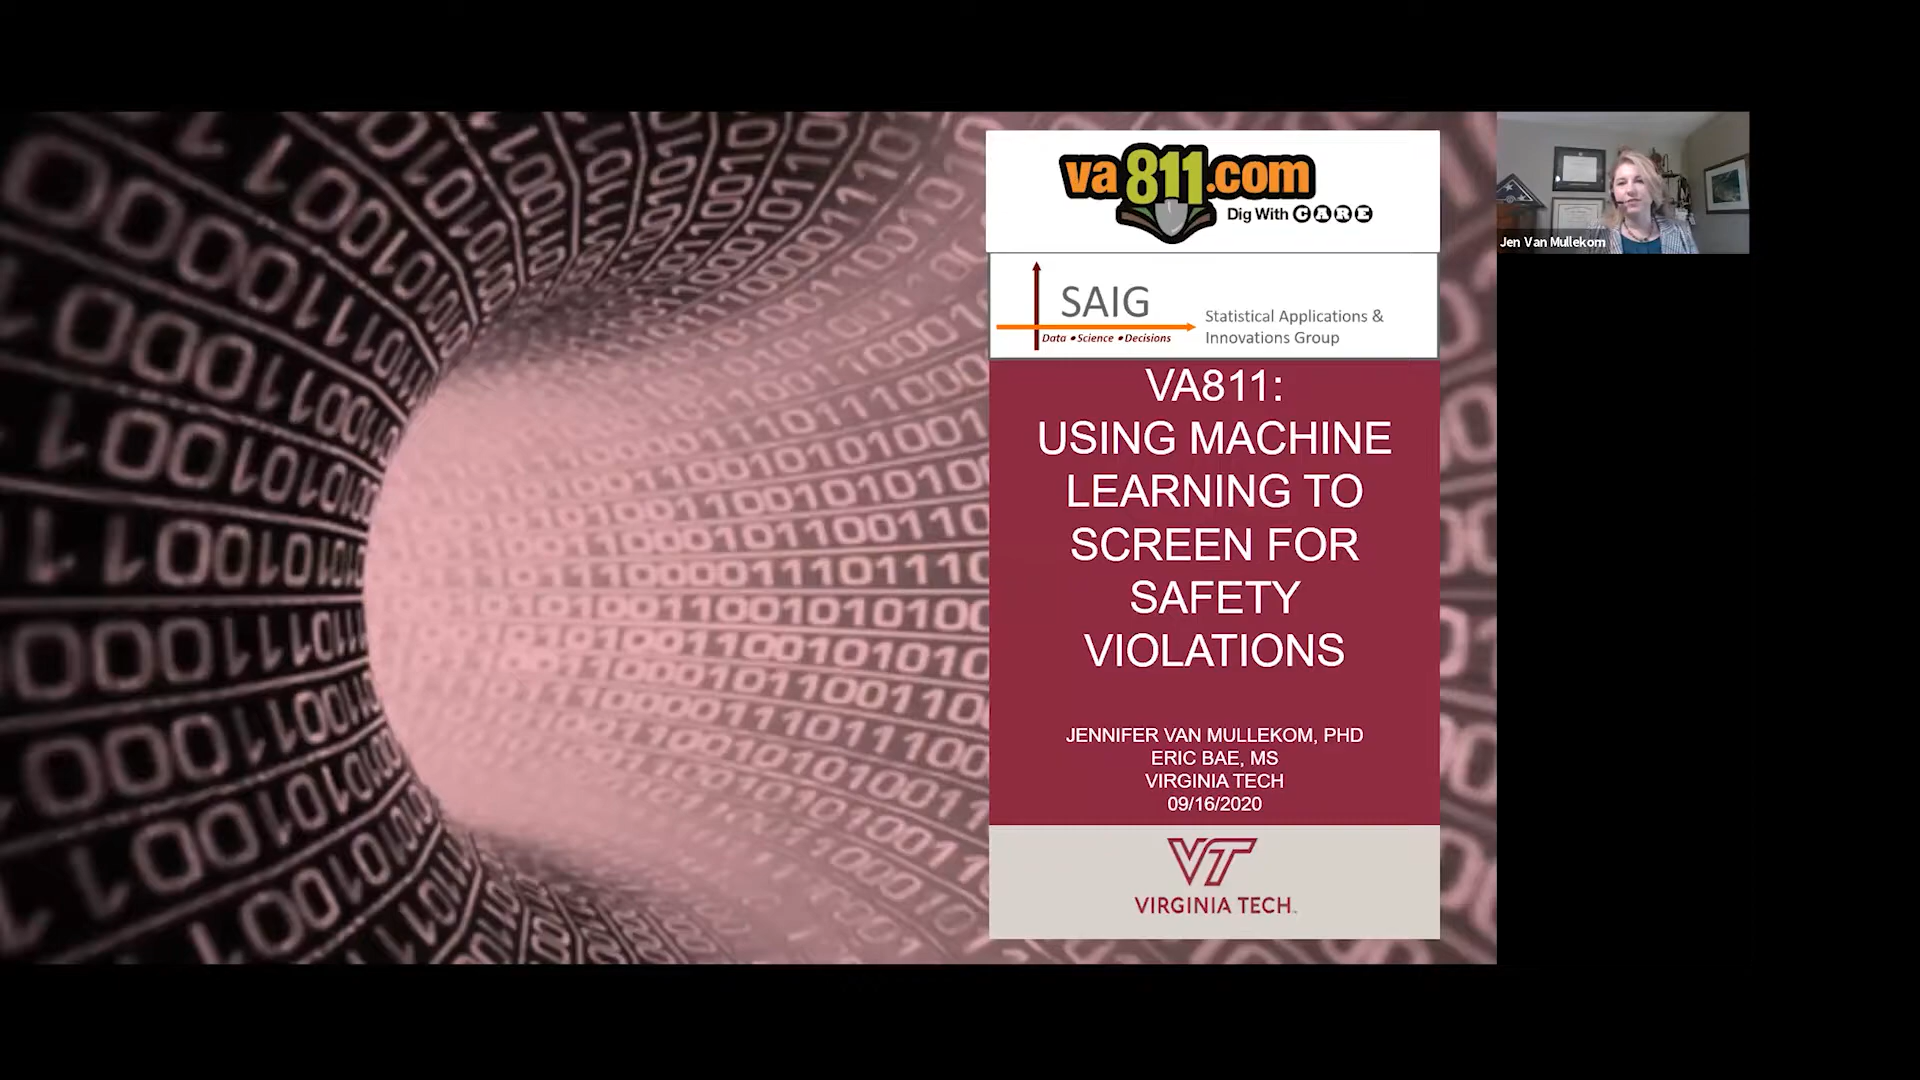 va811.com
Dig With CARE
SAIG
Data • Science • Decisions
Statistical Applications &
Innovations Group
VA811:
USING MACHINE
LEARNING TO
SCREEN FOR
SAFETY
VIOLATIONS
JENNIFER VAN MULLEKOM, PHD
ERIC BAE, MS
VIRGINIA TECH
09/16/2020
VT
VIRGINIA TECH
Jen Van Mullekom